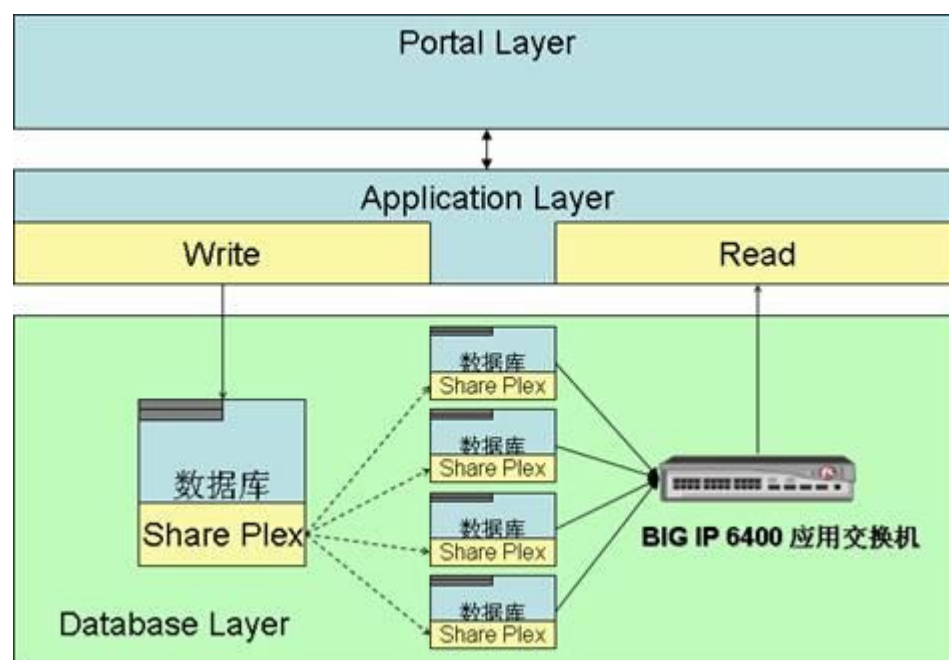 Portal Layer
Application Layer
Write
Read
数据库
Share Plex
数据库
Share Plex
数据库
Share Plex
数据库
Share Plex
数据库
Share Plex
BIG IP 6400 应用交换机
Database Layer